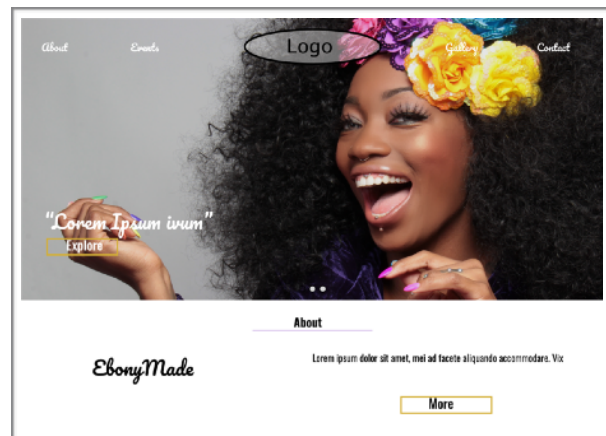 About
Events
Logo
Gallery
Contact
“Lorem Ipsum ivum”
Explore
About
EbonyMade
Lorem ipsum dolor sit amet, mei ad facete aliquando accommodare. Vix
More